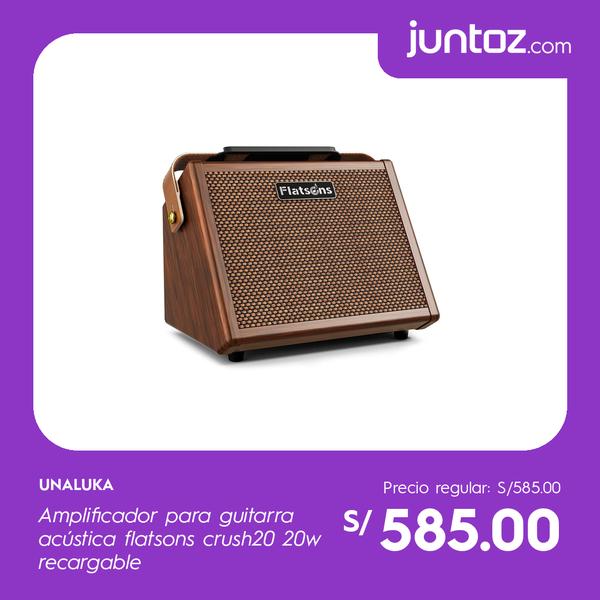 juntoz.com
Flatsons
UNALUKA
Precio regular: S/585.00
Amplificador para guitarra
acústica flatsons crush20 20w
recargable
S/ 585.00